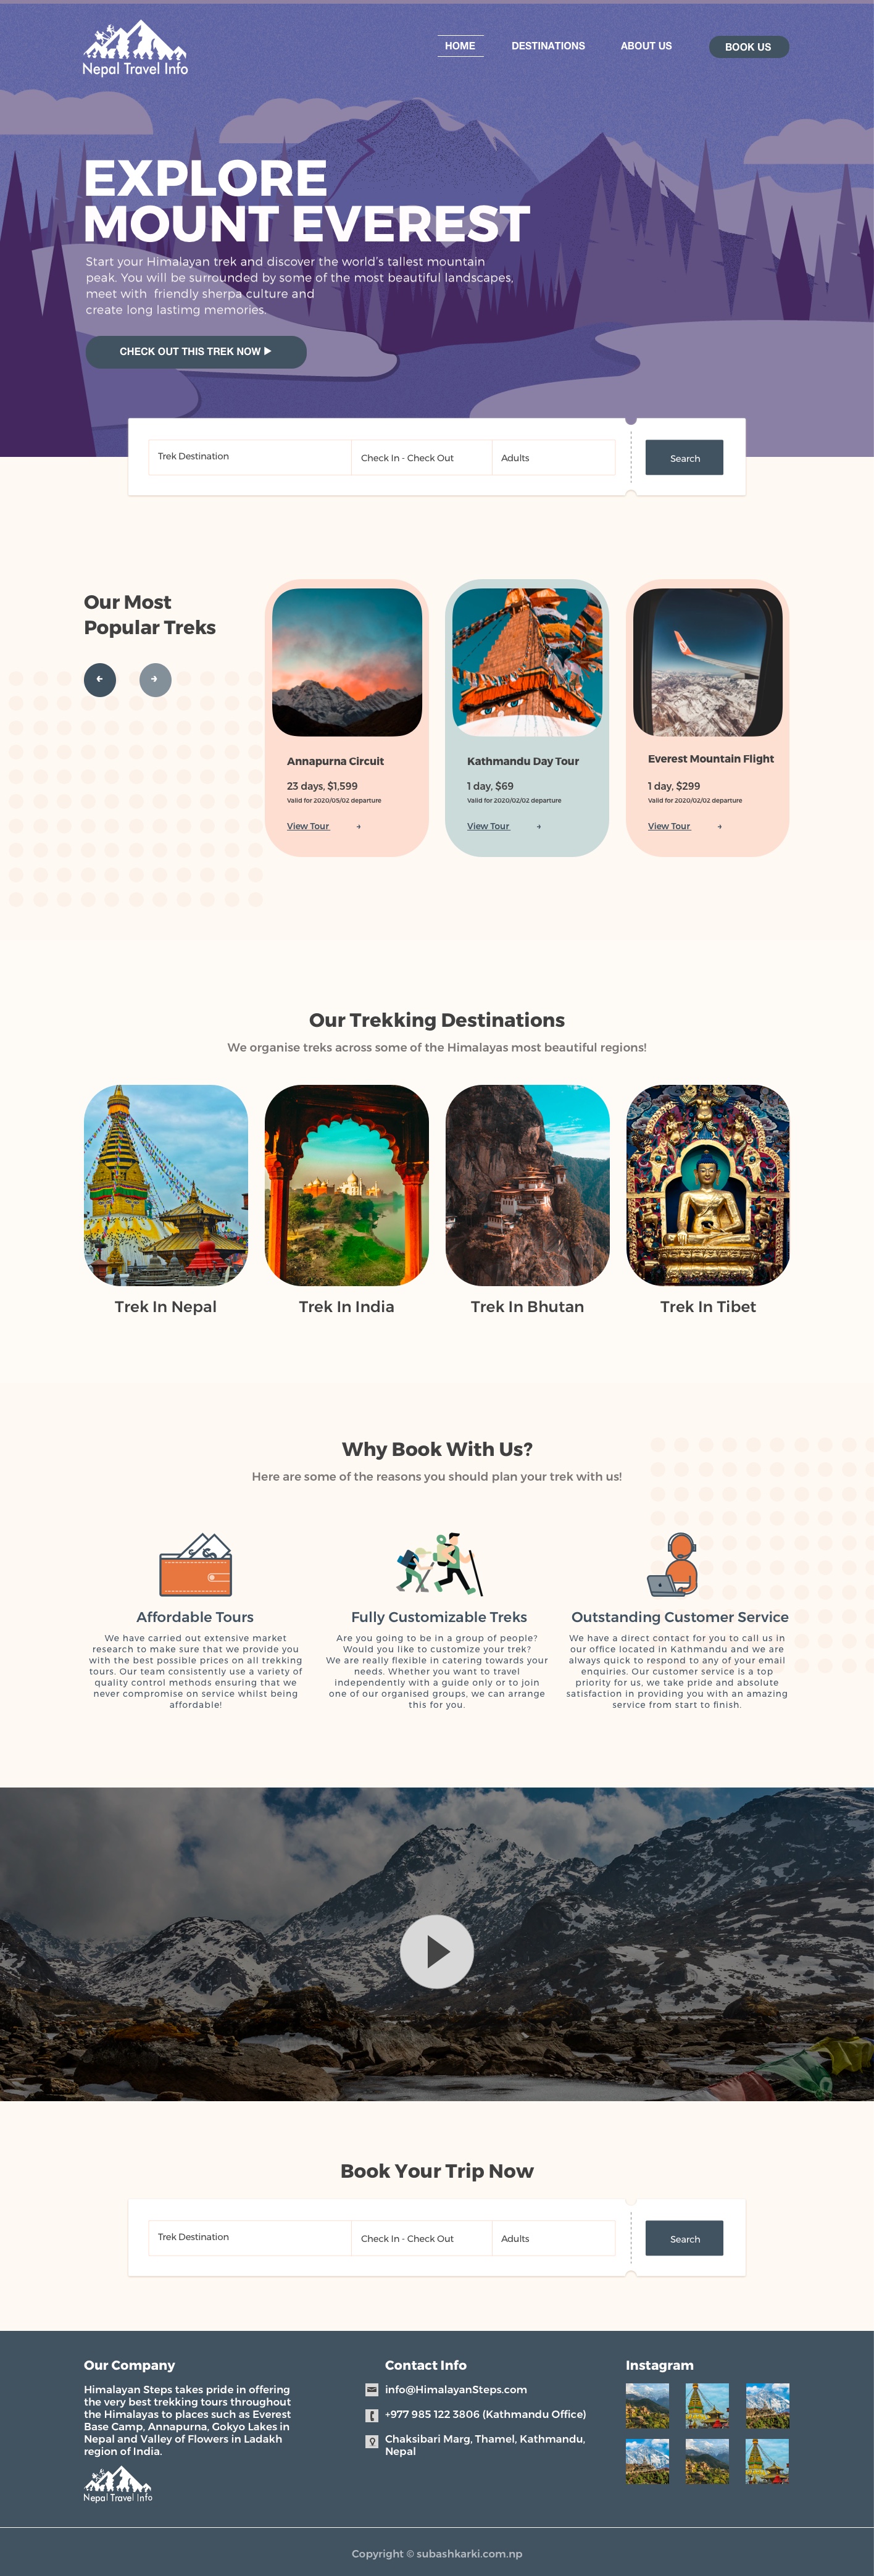 Nepal Travel Info
HOME
DESTINATIONS
ABOUT US
BOOK US
EXPLORE
MOUNT EVEREST
Start your Himalayan trek and discover the world's tallest mountain
peak. You will be surrounded by some of the most beautiful landscapes,
meet with friendly sherpa culture and
create long lastimg memories.
CHECK OUT THIS TREK NOW
Trek Destination
Check In - Check Out
Adults
Search
Our Most
Popular Treks
Annapurna Circuit
23 days, $1,599
Valid for 2020/05/02 departure
View Tour
Kathmandu Day Tour
1 day, $69
Valid for 2020/02/02 departure
View Tour
Everest Mountain Flight
1 day, $299
Valid for 2020/02/02 departure
View Tour
Our Trekking Destinations
We organise treks across some of the Himalayas most beautiful regions!
Trek In Nepal
Trek In India
Trek In Bhutan
Trek In Tibet
Why Book With Us?
Here are some of the reasons you should plan your trek with us!
Affordable Tours
We have carried out extensive market
research to make sure that we provide you
with the best possible prices on all trekking
tours. Our team consistently use a variety of
quality control methods ensuring that we
never compromise on service whilst being
affordable!
Fully Customizable Treks
Are you going to be in a group of people?
Would you like to customize your trek?
We are really flexible in catering towards your
needs. Whether you want to travel
independently with a guide only or to join
one of our organised groups, we can arrange
this for you.
Outstanding Customer Service
We have a direct contact for you to call us in
our office located in Kathmandu and we are
always quick to respond to any of your email
enquiries. Our customer service is a top
priority for us, we take pride and absolute
satisfaction in providing you with an amazing
service from start to finish.
Book Your Trip Now
Trek Destination
Check In - Check Out
Adults
Search
Our Company
Himalayan Steps takes pride in offering
the very best trekking tours throughout
the Himalayas to places such as Everest
Base Camp, Annapurna, Gokyo Lakes in
Nepal and Valley of Flowers in Ladakh
region of India.
Nepal Travel Info
Contact Info
info@HimalayanSteps.com
+977 985 122 3806 (Kathmandu Office)
Chaksibari Marg, Thamel, Kathmandu,
Nepal
Instagram
Copyright © subashkarki.com.np